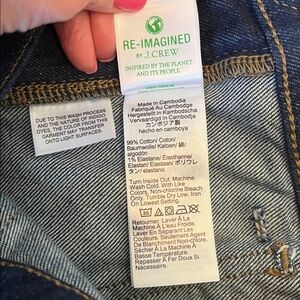 RE-IMAGINED
BY J.CREW
INSPIRED BY THE PLANET
AND ITS PEOPLE.
DUE TO THIS WASH PROCESS
AND THE NATURE OF INDIGO
DYES, THE COLOR FROM THIS
GARMENT MAY TRANSFER
ONTO LIGHT SURFACES.
Made in Cambodia
Fabriqué Au Cambodge
Hergestellt in Kambodscha
Vervaardigd In Cambodja
カンボジア製
hecho en camboya
99% Cotton/Coton/
Baumwolle/Katoen/綿/
algodón
1% Elastane/Élasthanne/
Elastan/Elastaan/ポリウレ
タン/elastano
Turn Inside Out, Machine
Wash Cold, With Like
Colors, Non-chlorine Bleach
Only, Tumble Dry Low, Iron
On Lowest Setting.
Retourner, Laver À La
Machine À L'eau Froide,
Laver En Séparant Les
Couleurs, Seulement Agent
De Blanchiment Non-chlore,
Sécher À La Machine À
Basse Température,
Repasser À Fer Doux Si
Nécessaire.